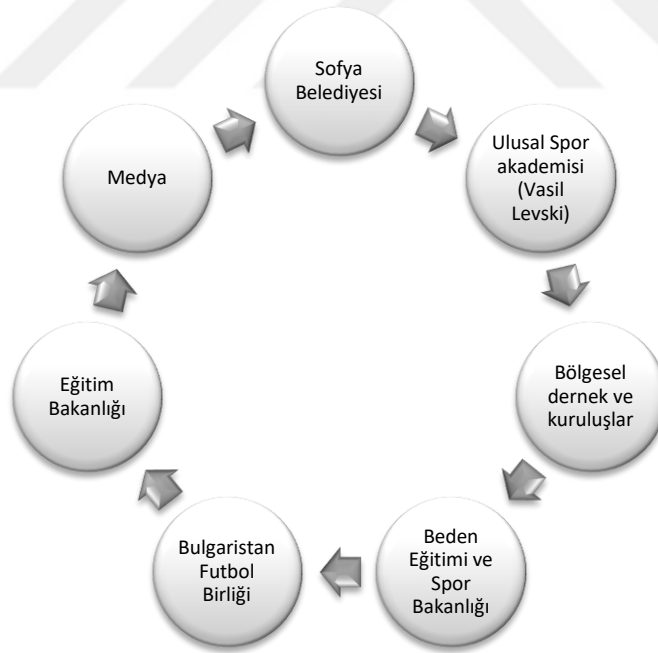 Sofya
Belediyesi
Ulusal Spor
akademisi
(Vasil
Levski)
Bölgesel
dernek ve
kuruluşlar
Beden
Eğitimi ve
Spor
Bakanlığı
Bulgaristan
Futbol
Birliği
Eğitim
Bakanlığı
Medya